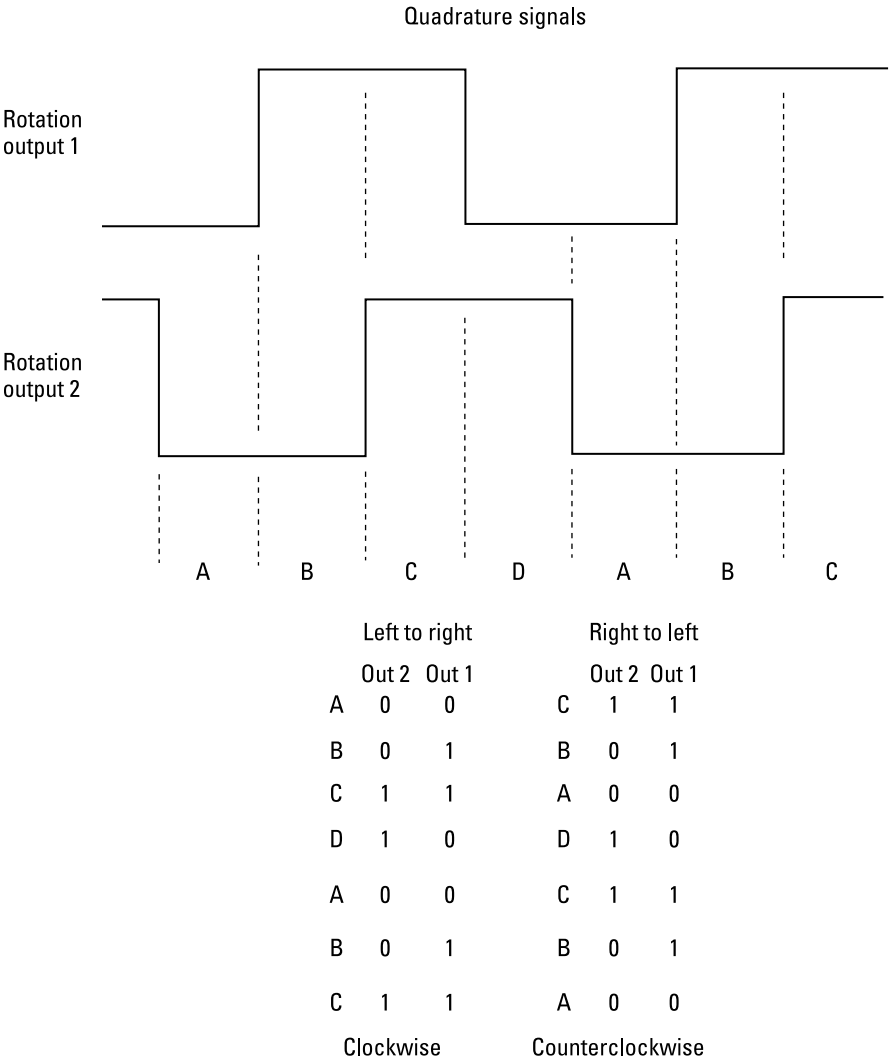 Quadrature signals
Rotation
output 1
Rotation
output 2
A B C D A B C
Left to right Right to left
Out 2 Out 1 Out 2 Out 1
A 0 0 C 1 1
B 0 1 B 0 1
C 1 1 A 0 0
D 1 0 D 1 0
A 0 0 C 1 1
B 0 1 B 0 1
C 1 1 A 0 0
Clockwise Counterclockwise